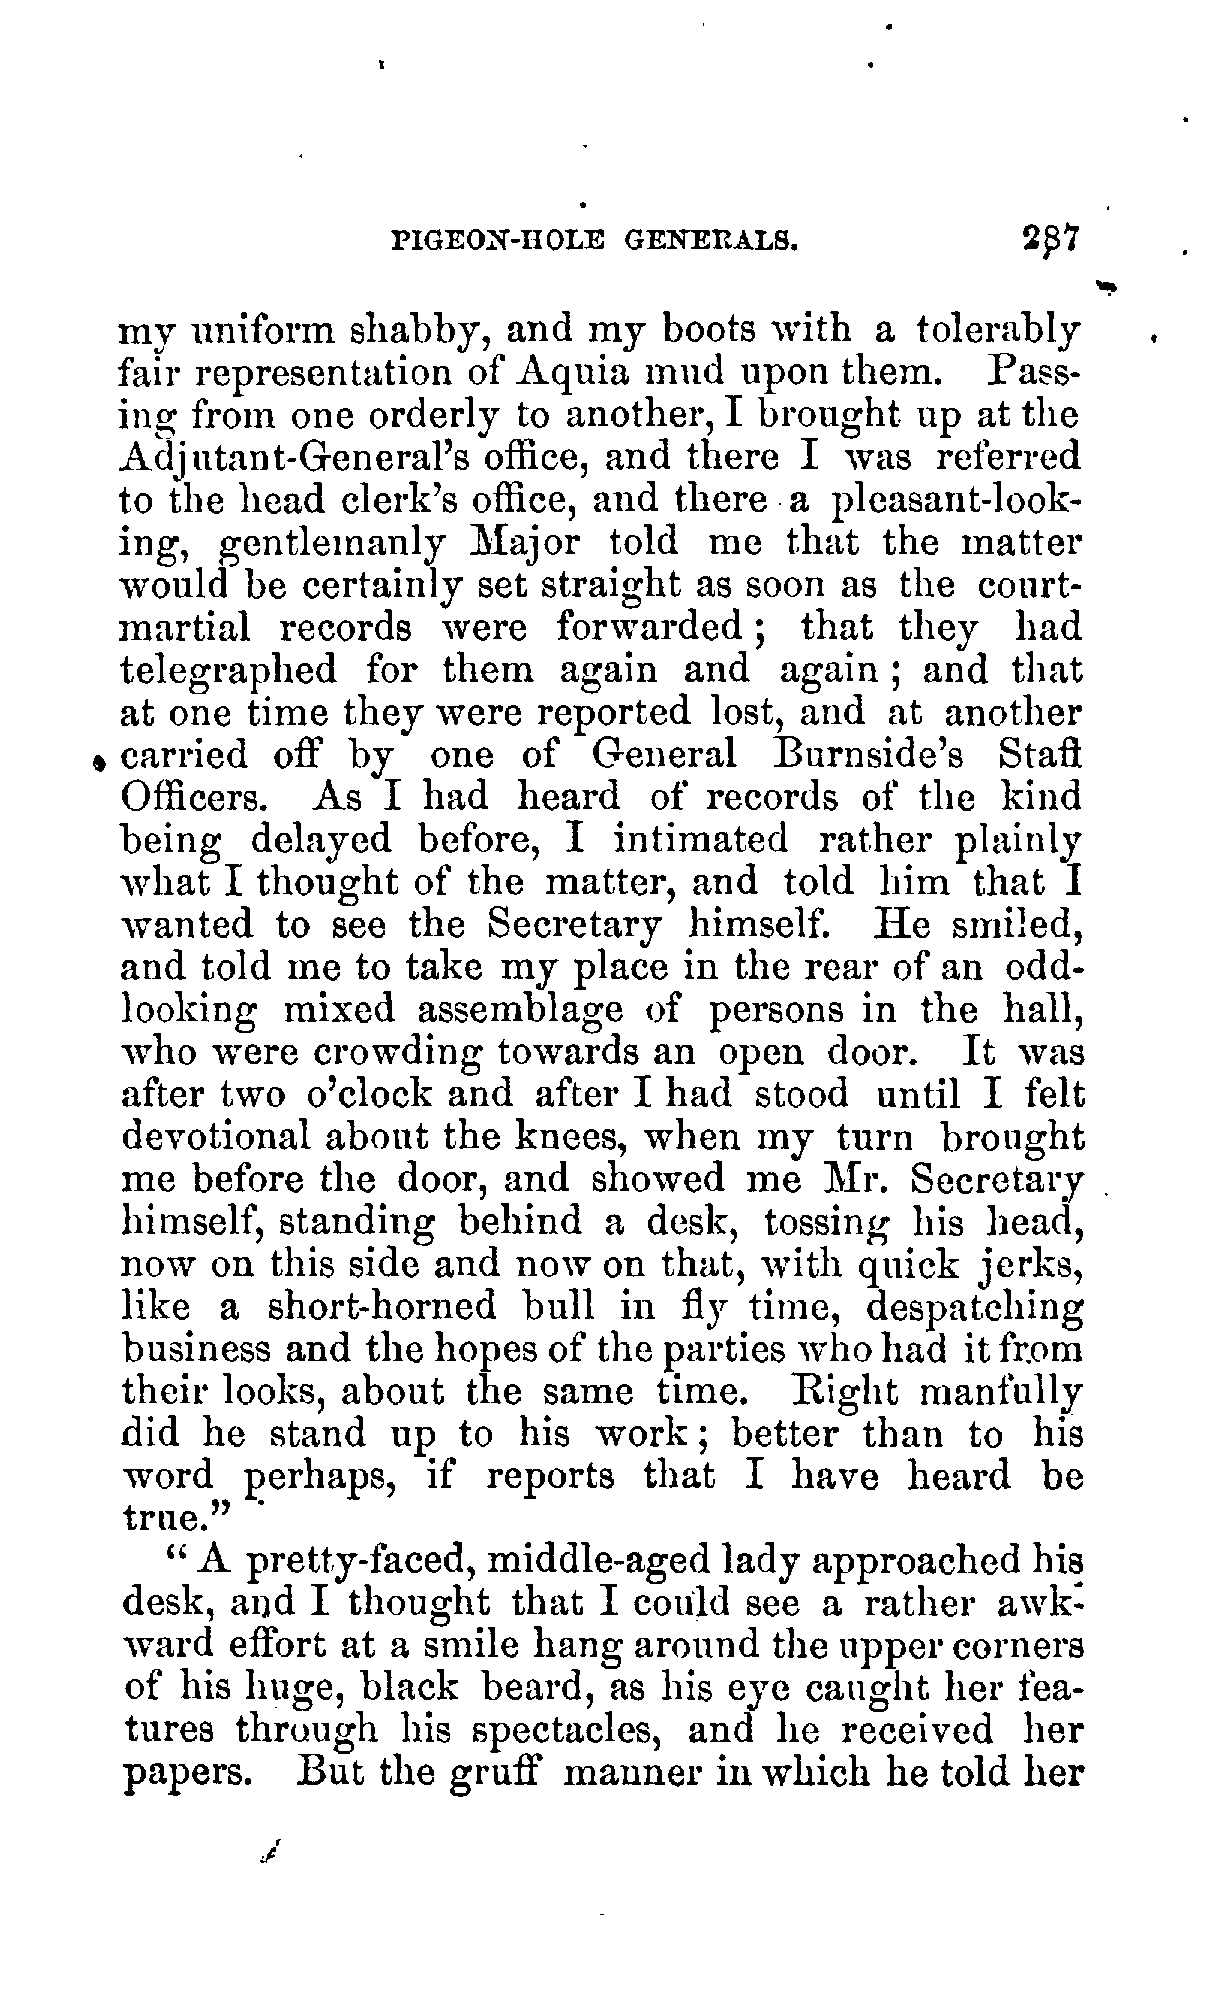 PIGEON-HOLE GENERALS. 287
my uniform shabby, and my boots with a tolerably
fair representation of Aquia mud upon them. Pass-
ing from one orderly to another, I brought up at the
Adjutant-General's office, and there I was referred
to the head clerk's office, and there a pleasant-look-
ing, gentlemanly Major told me that the matter
would be certainly set straight as soon as the court-
martial records were forwarded ; that they had
telegraphed for them again and again ; and that
at one time they were reported lost, and at another
carried off by one of General Burnside's Staff
Officers. As I had heard of records of the kind
being delayed before, I intimated rather plainly
what I thought of the matter, and told him that I
wanted to see the Secretary himself. He smiled,
and told me to take my place in the rear of an odd-
looking mixed assemblage of persons in the hall,
who were crowding towards an open door. It was
after two o'clock and after I had stood until I felt
devotional about the knees, when my turn brought
me before the door, and showed me Mr. Secretary
himself, standing behind a desk, tossing his head,
now on this side and now on that, with quick jerks,
like a short-horned bull in fly time, despatching
business and the hopes of the parties who had it from
their looks, about the same time. Right manfully
did he stand up to his work ; better than to his
word perhaps, if reports that I have heard be
true."
"A pretty-faced, middle-aged lady approached his
desk, and I thought that I could see a rather awk-
ward effort at a smile hang around the upper corners
of his huge, black beard, as his eye caught her fea-
tures through his spectacles, and he received her
papers. But the gruff manner in which he told her